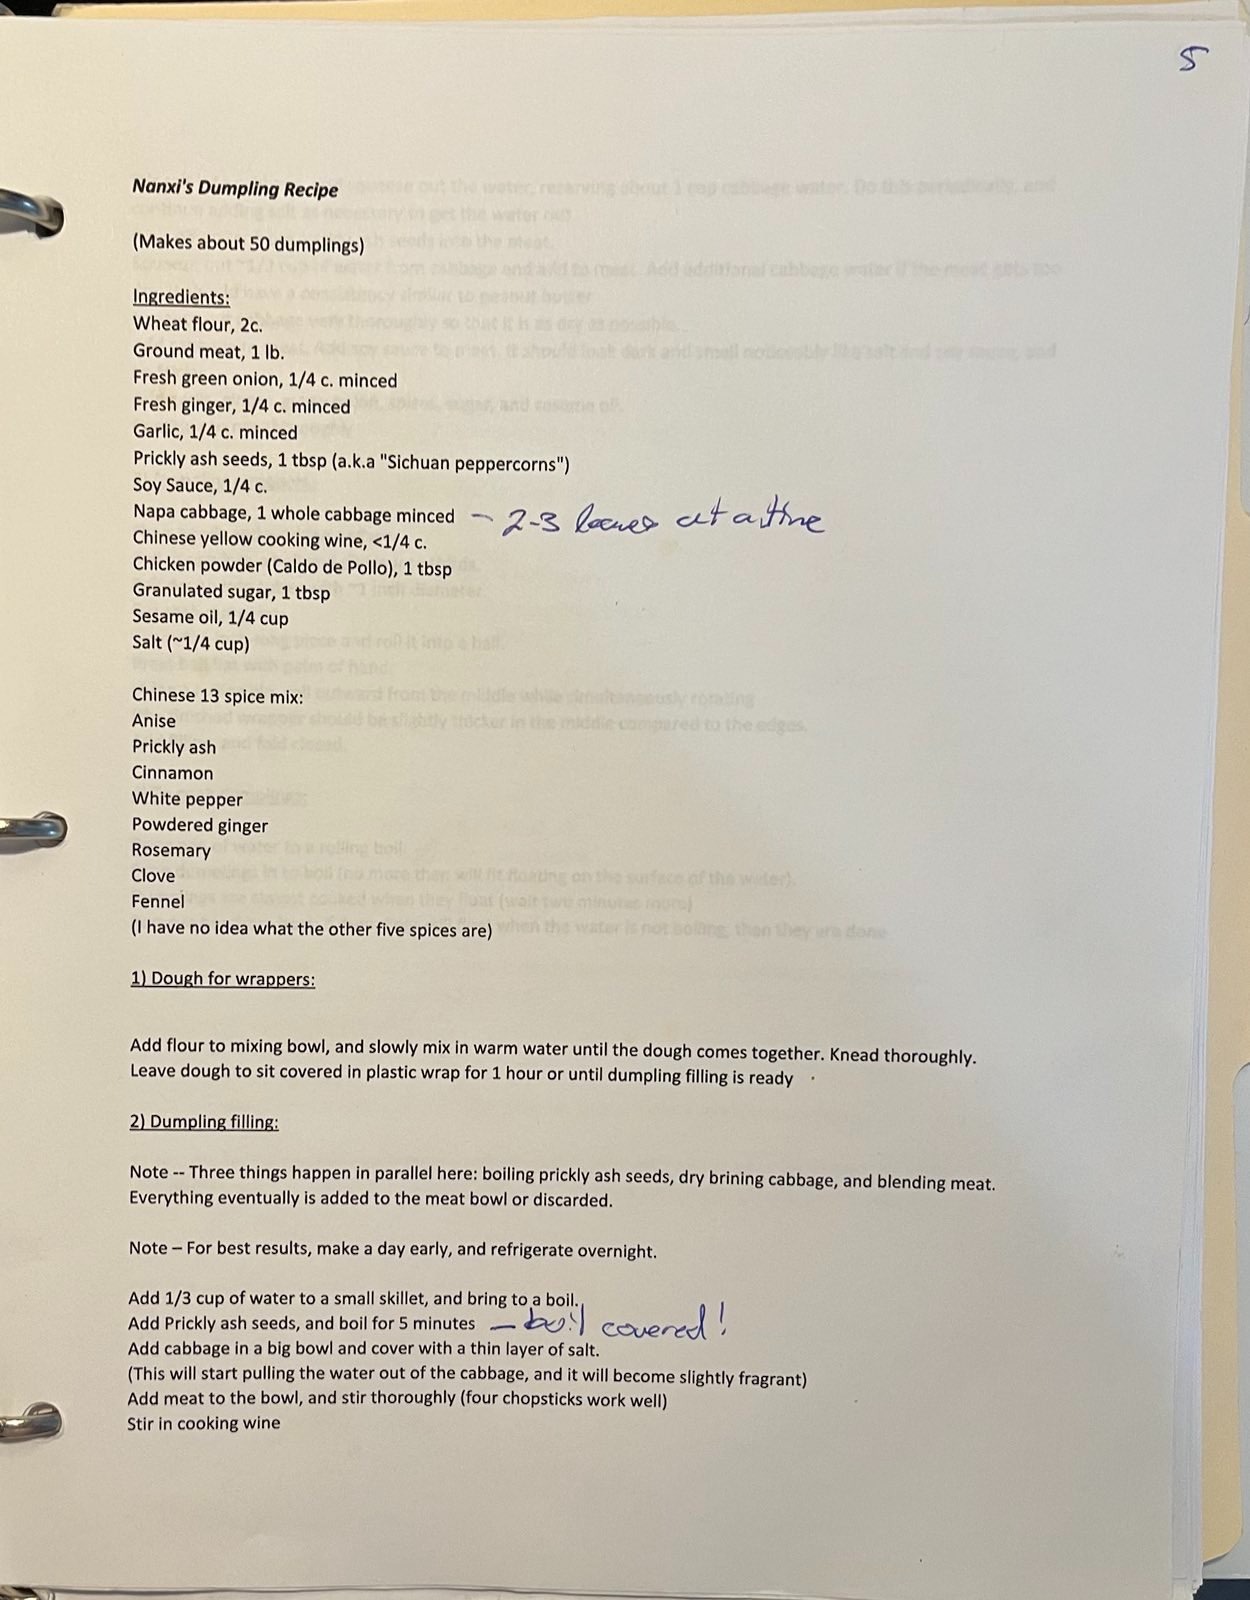 5
Nanxi's Dumpling Recipe
(Makes about 50 dumplings)
Ingredients:
Wheat flour, 2c.
Ground meat, 1 lb.
Fresh green onion, 1/4 c. minced
Fresh ginger, 1/4 c. minced
Garlic, 1/4 c. minced
Prickly ash seeds, 1 tbsp (a.k.a "Sichuan peppercorns")
Soy Sauce, 1/4 c.
Napa cabbage, 1 whole cabbage minced — 2-3 leaves at a time
Chinese yellow cooking wine, <1/4 c.
Chicken powder (Caldo de Pollo), 1 tbsp
Granulated sugar, 1 tbsp
Sesame oil, 1/4 cup
Salt (~1/4 cup)
Chinese 13 spice mix:
Anise
Prickly ash
Cinnamon
White pepper
Powdered ginger
Rosemary
Clove
Fennel
(I have no idea what the other five spices are)
1) Dough for wrappers:
Add flour to mixing bowl, and slowly mix in warm water until the dough comes together. Knead thoroughly.
Leave dough to sit covered in plastic wrap for 1 hour or until dumpling filling is ready
2) Dumpling filling:
Note -- Three things happen in parallel here: boiling prickly ash seeds, dry brining cabbage, and blending meat.
Everything eventually is added to the meat bowl or discarded.
Note – For best results, make a day early, and refrigerate overnight.
Add 1/3 cup of water to a small skillet, and bring to a boil.
Add Prickly ash seeds, and boil for 5 minutes — boil covered!
Add cabbage in a big bowl and cover with a thin layer of salt.
(This will start pulling the water out of the cabbage, and it will become slightly fragrant)
Add meat to the bowl, and stir thoroughly (four chopsticks work well)
Stir in cooking wine